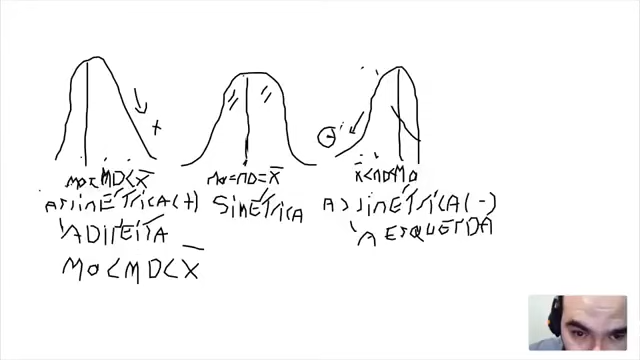 Mo<MD<X̄
ASSIMÉTRICA(+)
À DIREITA
Mo<MD<X̄
+
Mo=MD=X̄
SIMÉTRICA
X̄<MD<Mo
ASSIMÉTRICA(-)
À ESQUERDA
-